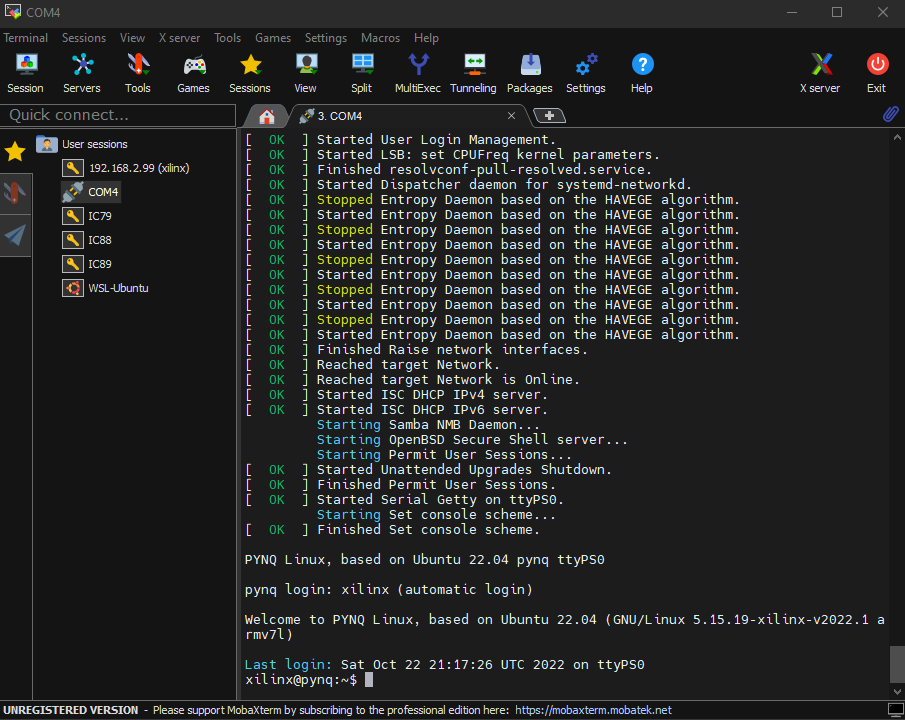 COM4
Terminal Sessions View X server Tools Games Settings Macros Help
Session Servers Tools Games Sessions View Split MultiExec Tunneling Packages Settings Help X server Exit
Quick connect...
3. COM4
User sessions
192.168.2.99 (xilinx)
COM4
IC79
IC88
IC89
WSL-Ubuntu
[  OK  ] Started User Login Management.
[  OK  ] Started LSB: set CPUFreq kernel parameters.
[  OK  ] Finished resolvconf-pull-resolved.service.
[  OK  ] Started Dispatcher daemon for systemd-networkd.
[  OK  ] Stopped Entropy Daemon based on the HAVEGE algorithm.
[  OK  ] Started Entropy Daemon based on the HAVEGE algorithm.
[  OK  ] Stopped Entropy Daemon based on the HAVEGE algorithm.
[  OK  ] Started Entropy Daemon based on the HAVEGE algorithm.
[  OK  ] Stopped Entropy Daemon based on the HAVEGE algorithm.
[  OK  ] Started Entropy Daemon based on the HAVEGE algorithm.
[  OK  ] Stopped Entropy Daemon based on the HAVEGE algorithm.
[  OK  ] Started Entropy Daemon based on the HAVEGE algorithm.
[  OK  ] Stopped Entropy Daemon based on the HAVEGE algorithm.
[  OK  ] Started Entropy Daemon based on the HAVEGE algorithm.
[  OK  ] Finished Raise network interfaces.
[  OK  ] Reached target Network.
[  OK  ] Reached target Network is Online.
[  OK  ] Started ISC DHCP IPv4 server.
[  OK  ] Started ISC DHCP IPv6 server.
Starting Samba NMB Daemon...
Starting OpenBSD Secure Shell server...
Starting Permit User Sessions...
[  OK  ] Started Unattended Upgrades Shutdown.
[  OK  ] Finished Permit User Sessions.
[  OK  ] Started Serial Getty on ttyPS0.
Starting Set console scheme...
[  OK  ] Finished Set console scheme.
PYNQ Linux, based on Ubuntu 22.04 pynq ttyPS0
pynq login: xilinx (automatic login)
Welcome to PYNQ Linux, based on Ubuntu 22.04 (GNU/Linux 5.15.19-xilinx-v2022.1 a
rmv7l)
Last login: Sat Oct 22 21:17:26 UTC 2022 on ttyPS0
xilinx@pynq:~$
UNREGISTERED VERSION - Please support MobaXterm by subscribing to the professional edition here: https://mobaxterm.mobatek.net